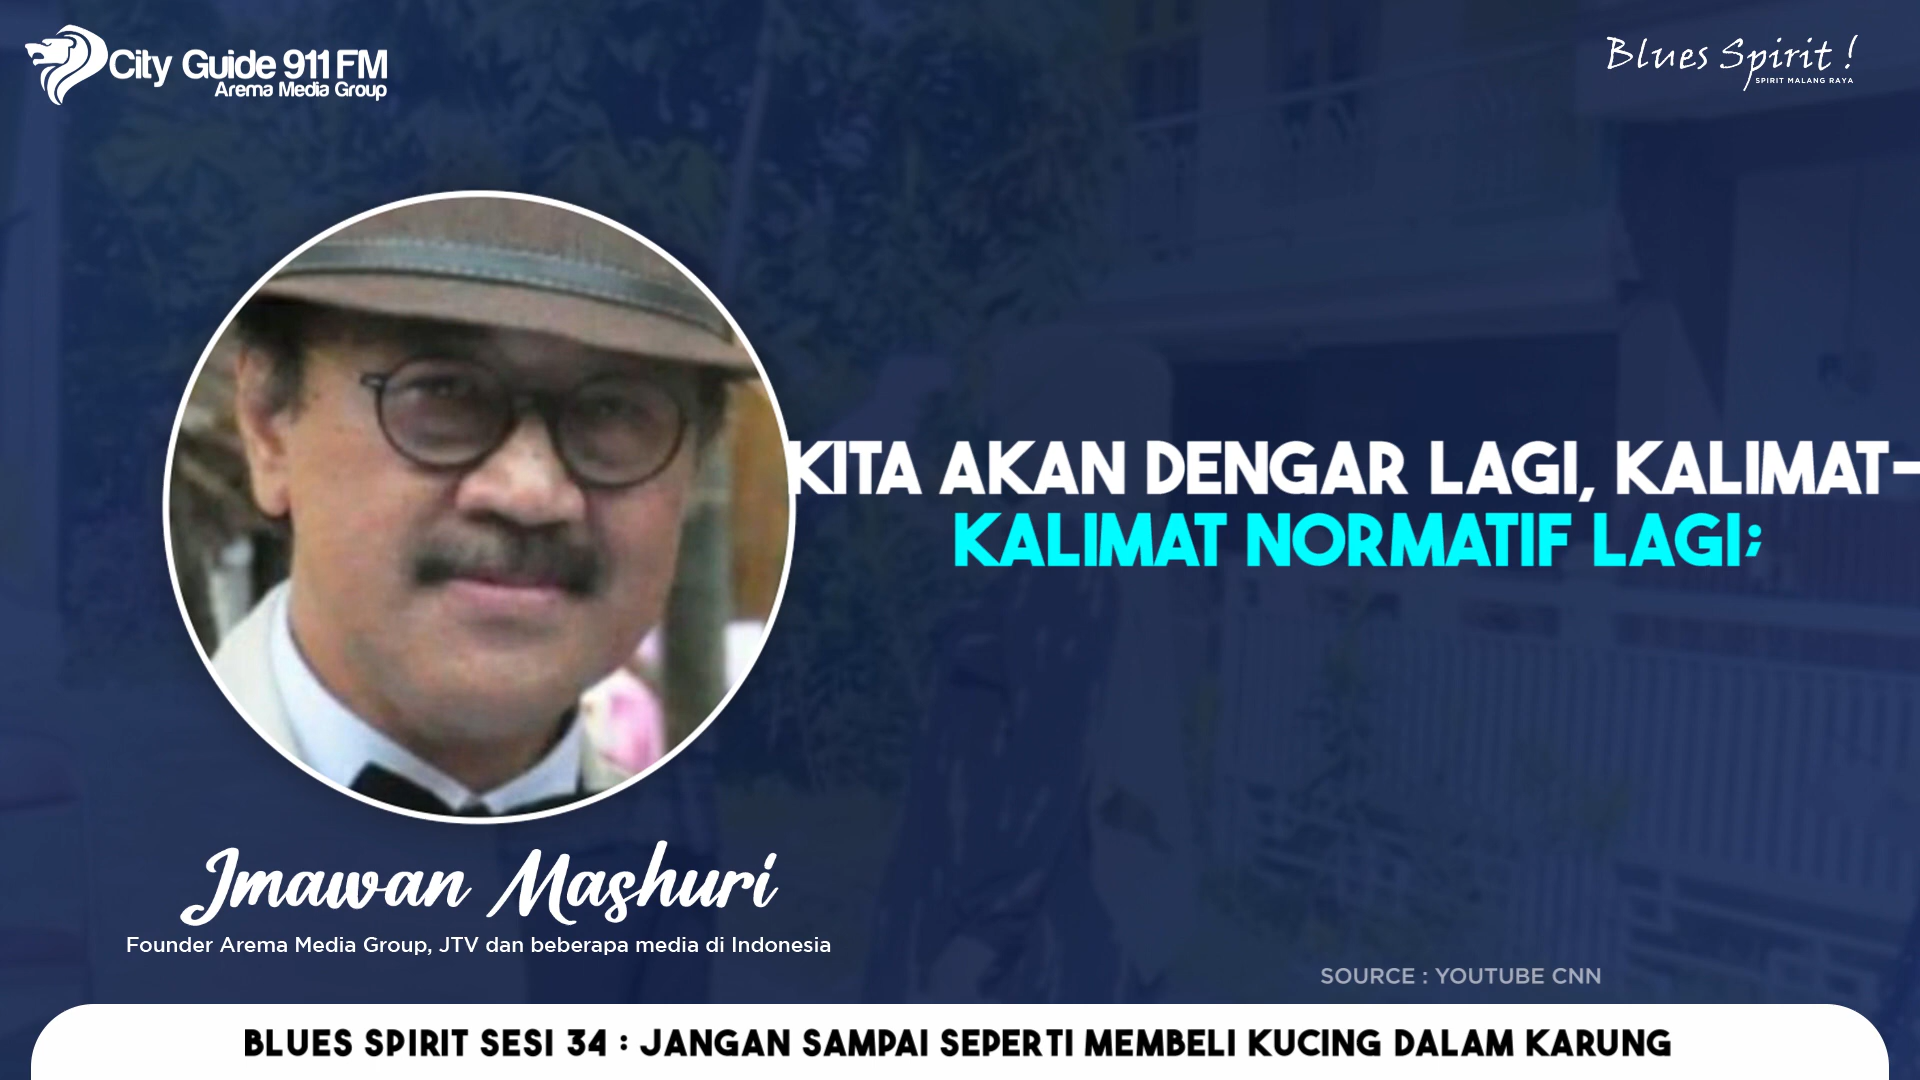 City Guide 911 FM
Arema Media Group
Blues Spirit !
SPIRIT MALANG RAYA
KITA AKAN DENGAR LAGI, KALIMAT-
KALIMAT NORMATIF LAGI;
Imawan Mashuri
Founder Arema Media Group, JTV dan beberapa media di Indonesia
SOURCE : YOUTUBE CNN
BLUES SPIRIT SESI 34 : JANGAN SAMPAI SEPERTI MEMBELI KUCING DALAM KARUNG